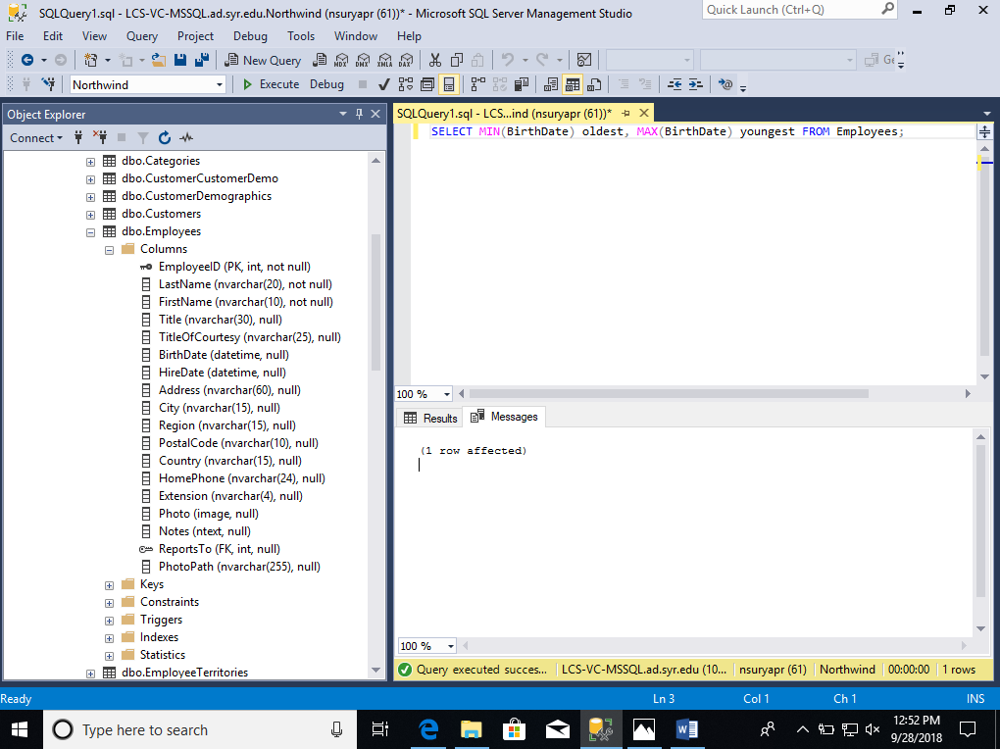 SQLQuery1.sql - LCS-VC-MSSQL.ad.syr.edu.Northwind (nsuryapr (61))* - Microsoft SQL Server Management Studio
Quick Launch (Ctrl+Q)
File Edit View Query Project Debug Tools Window Help
New Query
MDX DMX XMLA DAX
Northwind
Execute Debug
Object Explorer
Connect
dbo.Categories
dbo.CustomerCustomerDemo
dbo.CustomerDemographics
dbo.Customers
dbo.Employees
Columns
EmployeeID (PK, int, not null)
LastName (nvarchar(20), not null)
FirstName (nvarchar(10), not null)
Title (nvarchar(30), null)
TitleOfCourtesy (nvarchar(25), null)
BirthDate (datetime, null)
HireDate (datetime, null)
Address (nvarchar(60), null)
City (nvarchar(15), null)
Region (nvarchar(15), null)
PostalCode (nvarchar(10), null)
Country (nvarchar(15), null)
HomePhone (nvarchar(24), null)
Extension (nvarchar(4), null)
Photo (image, null)
Notes (ntext, null)
ReportsTo (FK, int, null)
PhotoPath (nvarchar(255), null)
Keys
Constraints
Triggers
Indexes
Statistics
dbo.EmployeeTerritories
SQLQuery1.sql - LCS...ind (nsuryapr (61))*
SELECT MIN(BirthDate) oldest, MAX(BirthDate) youngest FROM Employees;
100 %
Results Messages
(1 row affected)
100 %
Query executed succes... LCS-VC-MSSQL.ad.syr.edu (10... nsuryapr (61) Northwind 00:00:00 1 rows
Ready Ln 3 Col 1 Ch 1 INS
Type here to search
12:52 PM
9/28/2018